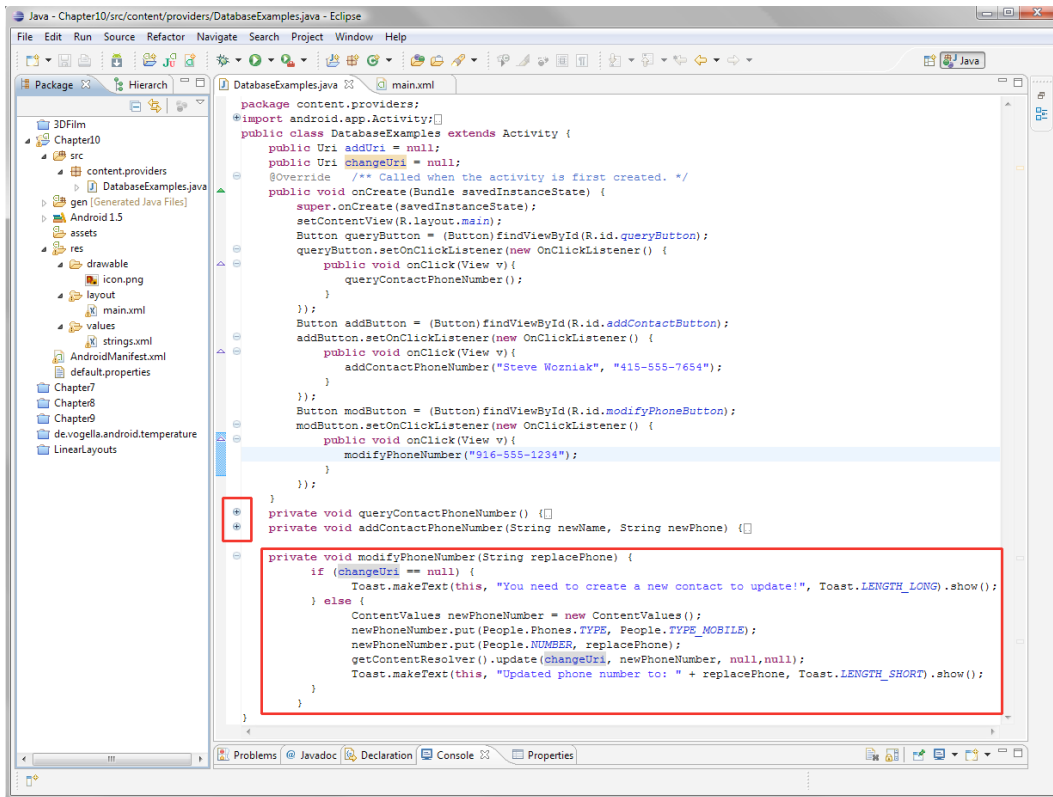 Java - Chapter10/src/content/providers/DatabaseExamples.java - Eclipse
File Edit Run Source Refactor Navigate Search Project Window Help
Java
Package
Hierarch
DatabaseExamples.java
main.xml
3DFilm
Chapter10
src
content.providers
DatabaseExamples.java
gen [Generated Java Files]
Android 1.5
assets
res
drawable
icon.png
layout
main.xml
values
strings.xml
AndroidManifest.xml
default.properties
Chapter7
Chapter8
Chapter9
de.vogella.android.temperature
LinearLayouts
package content.providers;
import android.app.Activity;
public class DatabaseExamples extends Activity {
public Uri addUri = null;
public Uri changeUri = null;
@Override /** Called when the activity is first created. */
public void onCreate(Bundle savedInstanceState) {
super.onCreate(savedInstanceState);
setContentView(R.layout.main);
Button queryButton = (Button)findViewById(R.id.queryButton);
queryButton.setOnClickListener(new OnClickListener() {
public void onClick(View v){
queryContactPhoneNumber();
}
});
Button addButton = (Button)findViewById(R.id.addContactButton);
addButton.setOnClickListener(new OnClickListener() {
public void onClick(View v){
addContactPhoneNumber("Steve Wozniak", "415-555-7654");
}
});
Button modButton = (Button)findViewById(R.id.modifyPhoneButton);
modButton.setOnClickListener(new OnClickListener() {
public void onClick(View v){
modifyPhoneNumber("916-555-1234");
}
});
}
private void queryContactPhoneNumber() {
private void addContactPhoneNumber(String newName, String newPhone) {
private void modifyPhoneNumber(String replacePhone) {
if (changeUri == null) {
Toast.makeText(this, "You need to create a new contact to update!", Toast.LENGTH_LONG).show();
} else {
ContentValues newPhoneNumber = new ContentValues();
newPhoneNumber.put(People.Phones.TYPE, People.TYPE_MOBILE);
newPhoneNumber.put(People.NUMBER, replacePhone);
getContentResolver().update(changeUri, newPhoneNumber, null,null);
Toast.makeText(this, "Updated phone number to: " + replacePhone, Toast.LENGTH_SHORT).show();
}
}
}
Problems @ Javadoc Declaration Console Properties